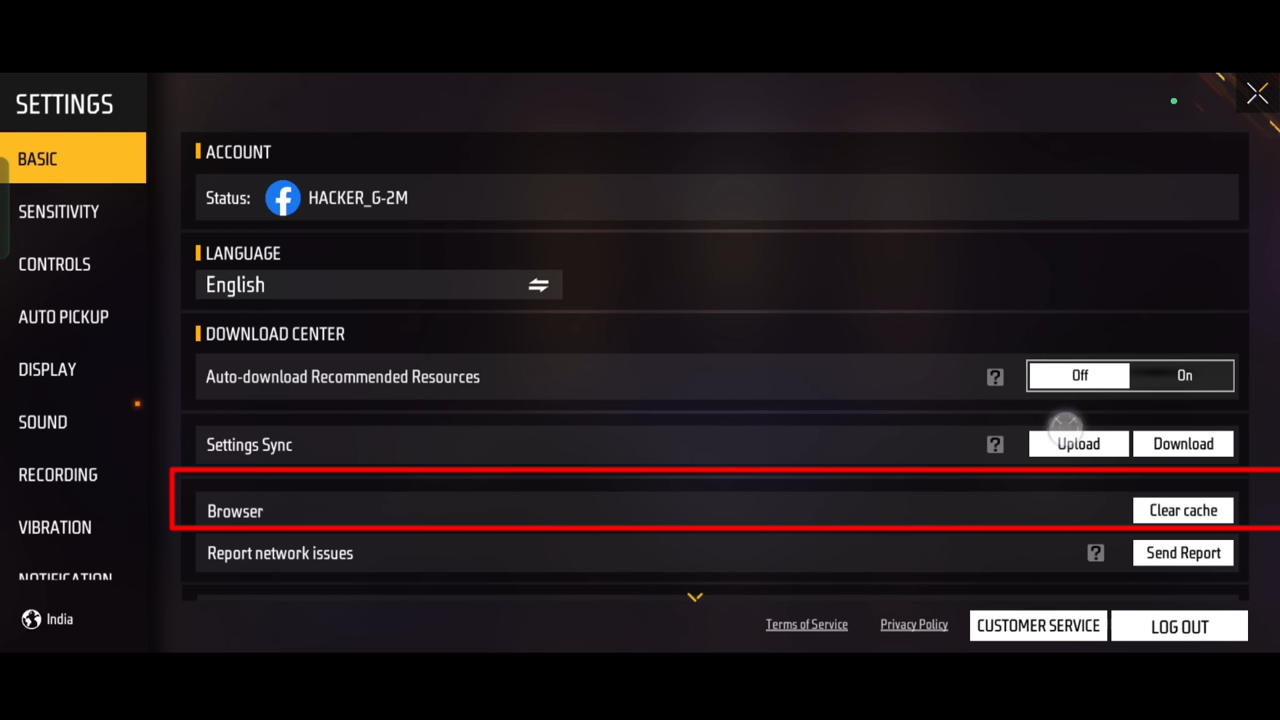 SETTINGS
BASIC
SENSITIVITY
CONTROLS
AUTO PICKUP
DISPLAY
SOUND
RECORDING
VIBRATION
NOTIFICATION
India
ACCOUNT
Status: HACKER_G-2M
LANGUAGE
English
DOWNLOAD CENTER
Auto-download Recommended Resources ? Off On
Settings Sync ? Upload Download
Browser Clear cache
Report network issues ? Send Report
Terms of Service Privacy Policy CUSTOMER SERVICE LOG OUT